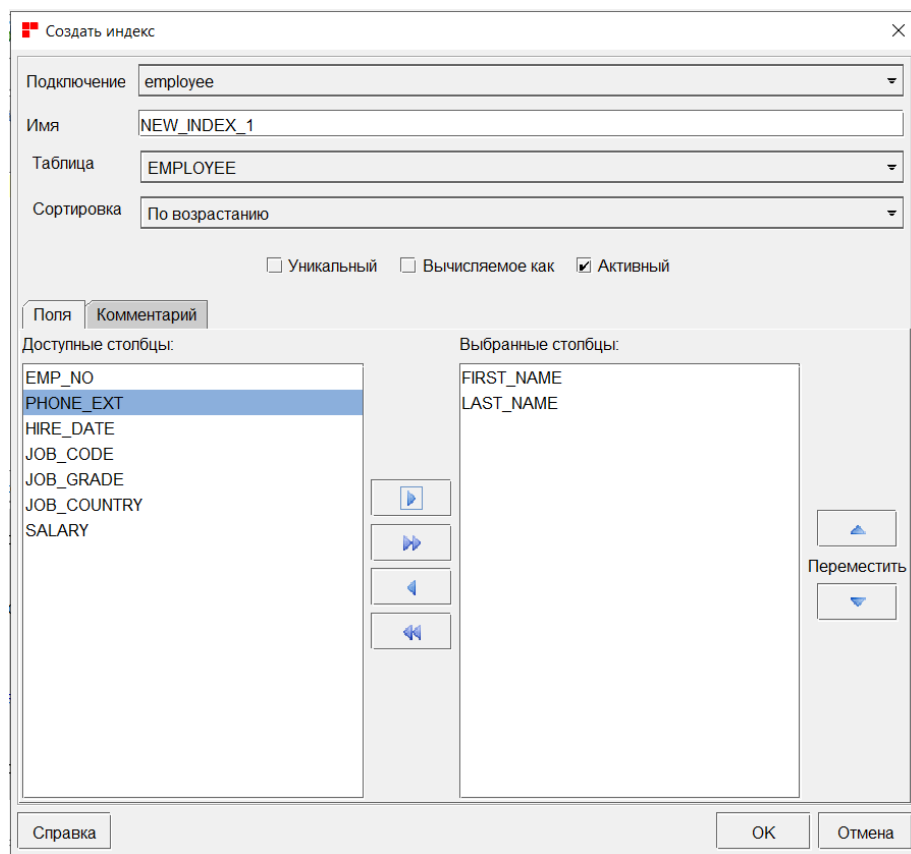 Создать индекс
Подключение employee
Имя NEW_INDEX_1
Таблица EMPLOYEE
Сортировка По возрастанию
Уникальный Вычисляемое как Активный
Поля Комментарий
Доступные столбцы:
EMP_NO
PHONE_EXT
HIRE_DATE
JOB_CODE
JOB_GRADE
JOB_COUNTRY
SALARY
Выбранные столбцы:
FIRST_NAME
LAST_NAME
Переместить
Справка OK Отмена